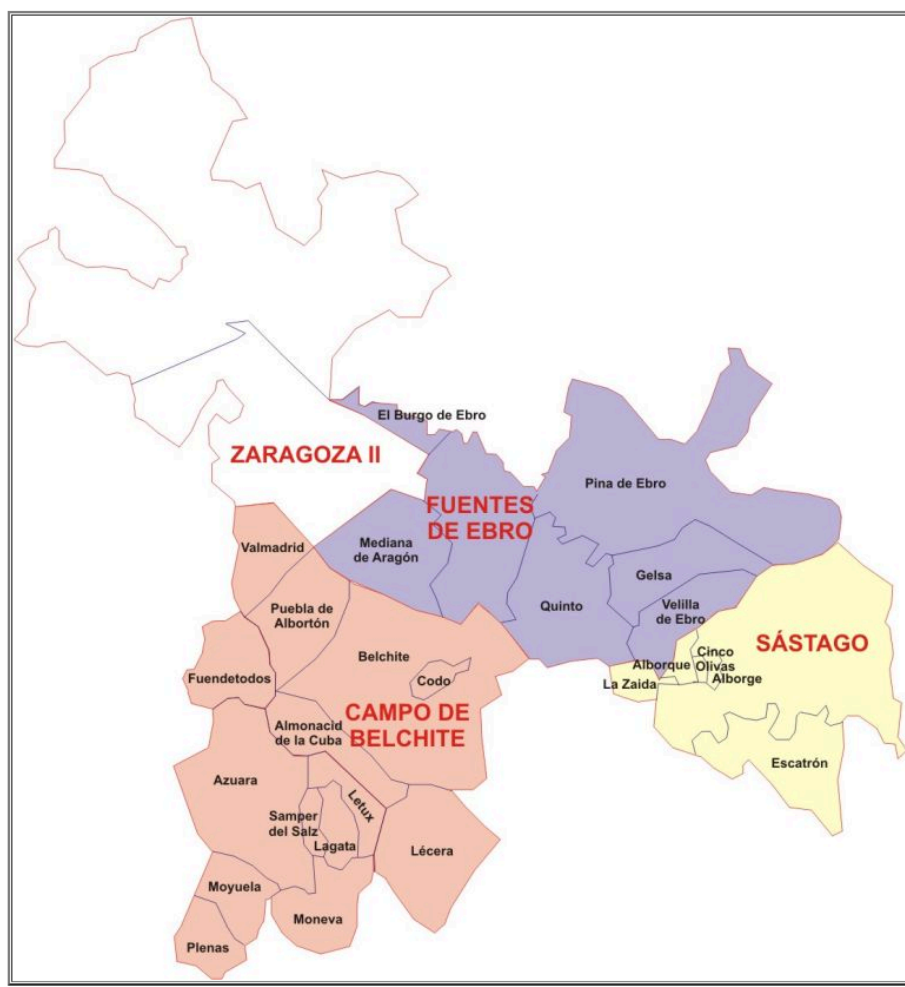 El Burgo de Ebro
ZARAGOZA II
Pina de Ebro
FUENTES
DE EBRO
Valmadrid
Mediana
de Aragón
Gelsa
Puebla de
Albortón
Quinto
Velilla
de Ebro
SÁSTAGO
Belchite
Cinco
Olivas
Alborque
Alborge
Fuendetodos
Codo
La Zaida
CAMPO DE
BELCHITE
Almonacid
de la Cuba
Escatrón
Azuara
Letux
Samper
del Salz
Lagata
Lécera
Moyuela
Moneva
Plenas